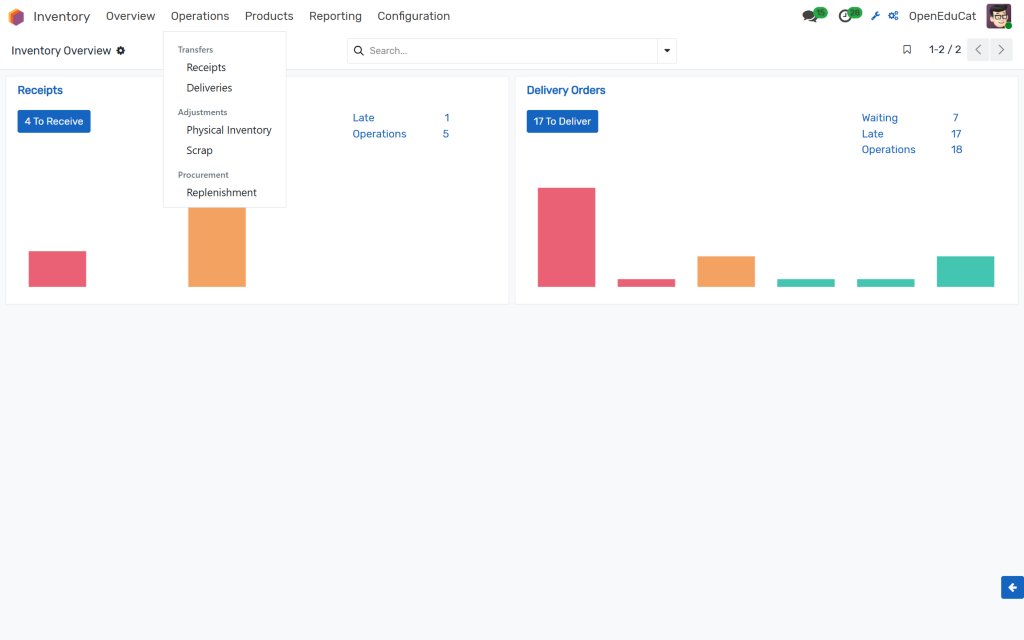 Inventory Overview Operations Products Reporting Configuration 15 28 OpenEduCat
Inventory Overview Search... 1-2 / 2
Transfers
Receipts
Deliveries
Adjustments
Physical Inventory
Scrap
Procurement
Replenishment
Receipts
4 To Receive
Late 1
Operations 5
Delivery Orders
17 To Deliver
Waiting 7
Late 17
Operations 18